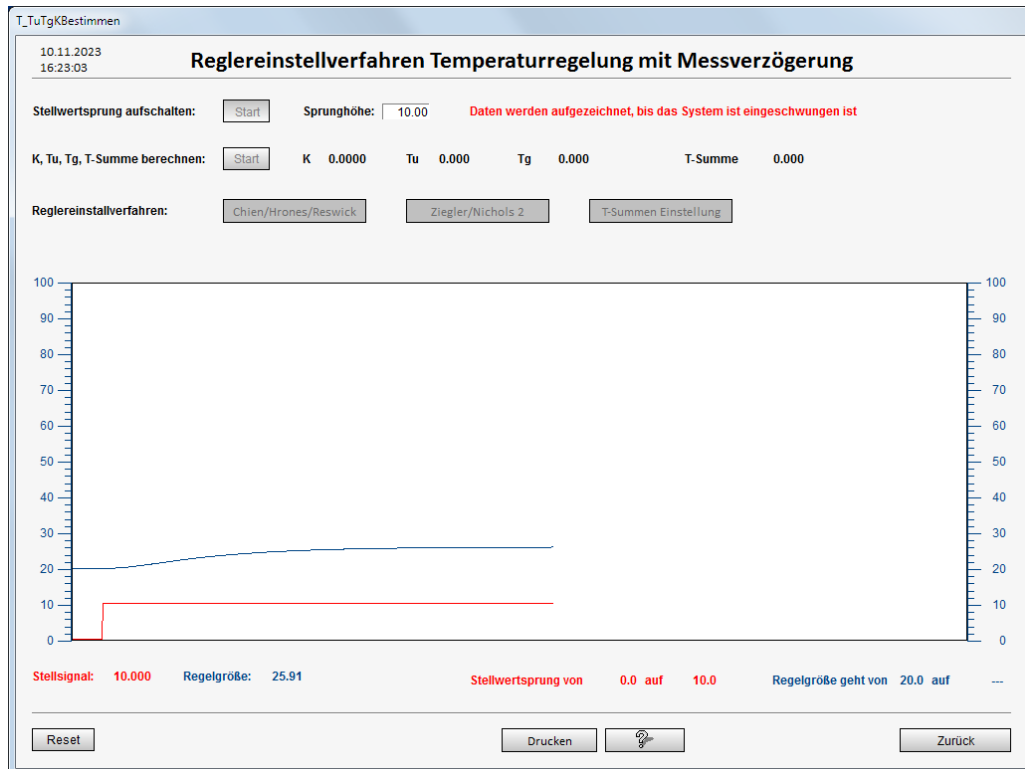 T_TuTgKBestimmen
10.11.2023
16:23:03
Reglereinstellverfahren Temperaturregelung mit Messverzögerung
Stellwertsprung aufschalten: Start Sprunghöhe: 10.00 Daten werden aufgezeichnet, bis das System ist eingeschwungen ist
K, Tu, Tg, T-Summe berechnen: Start K 0.0000 Tu 0.000 Tg 0.000 T-Summe 0.000
Reglereinstallverfahren: Chien/Hrones/Reswick Ziegler/Nichols 2 T-Summen Einstellung
100 100
90 90
80 80
70 70
60 60
50 50
40 40
30 30
20 20
10 10
0 0
Stellsignal: 10.000 Regelgröße: 25.91 Stellwertsprung von 0.0 auf 10.0 Regelgröße geht von 20.0 auf ---
Reset Drucken ? Zurück